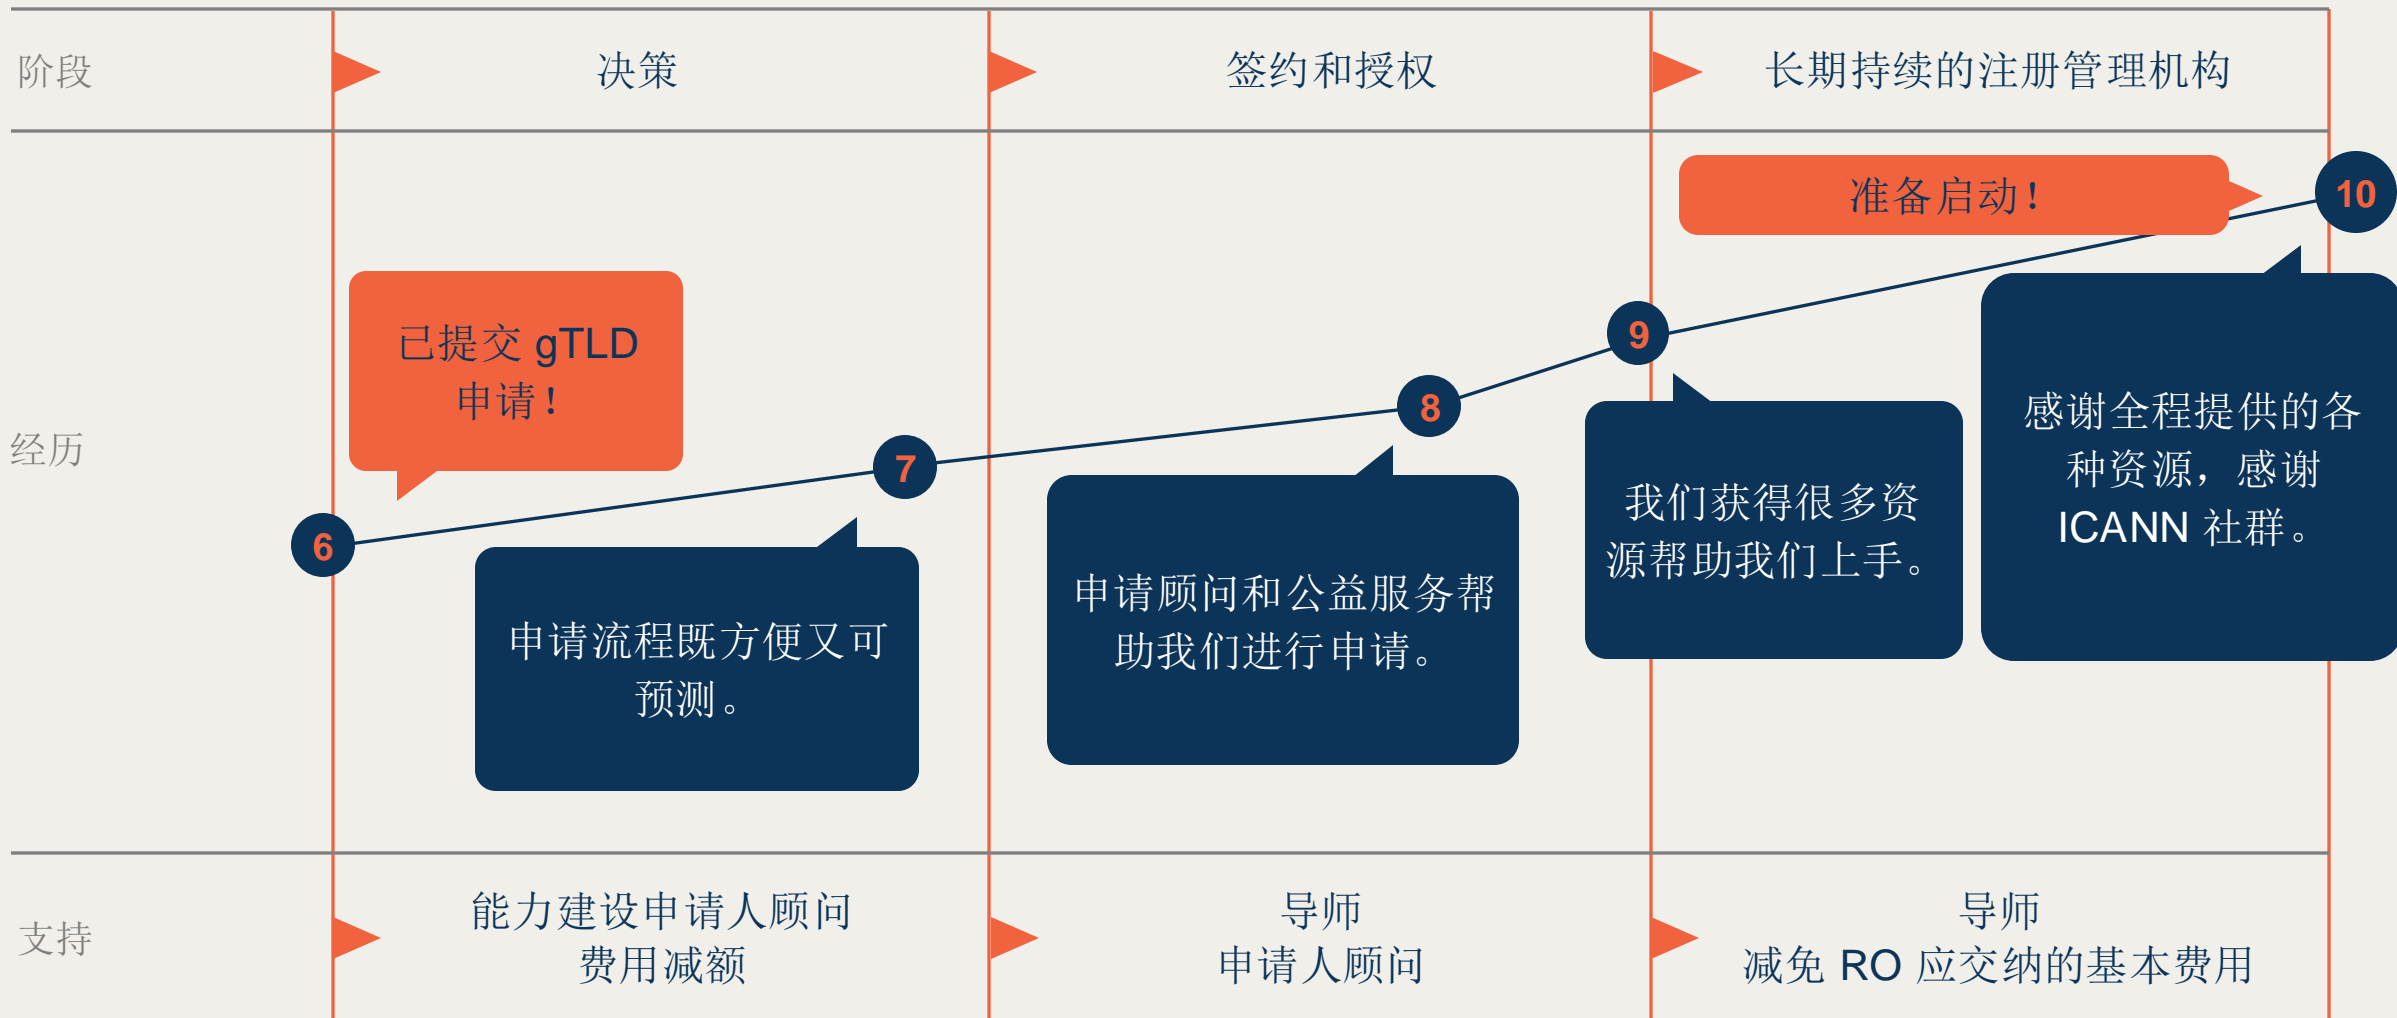 阶段
决策
签约和授权
长期持续的注册管理机构
经历
准备启动！
10
已提交 gTLD
申请！
9
8
7
6
感谢全程提供的各
种资源，感谢
ICANN 社群。
我们获得很多资
源帮助我们上手。
申请顾问和公益服务帮
助我们进行申请。
申请流程既方便又可
预测。
支持
能力建设申请人顾问
费用减额
导师
申请人顾问
导师
减免 RO 应交纳的基本费用